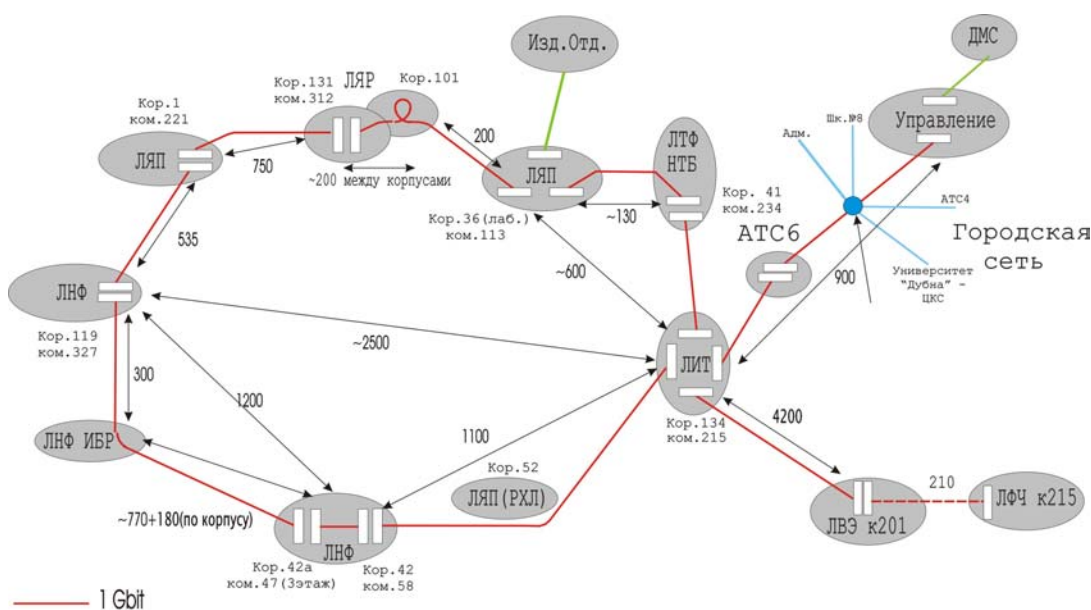 Изд.Отд.
ДМС
Кор.131
ком.312
ЛЯР
Кор.101
Кор.1
ком.221
ЛЯП
750
~200 между корпусами
200
ЛЯП
Кор.36(лаб.)
ком.113
~130
ЛТФ
НТБ
Кор. 41
ком.234
Адм.
Шк.№8
Управление
АТС4
АТС6
Городская
сеть
Университет
"Дубна" -
ЦКС
900
535
~600
ЛНФ
Кор.119
ком.327
~2500
ЛИТ
Кор.134
ком.215
300
1200
1100
4200
ЛНФ ИБР
Кор.52
ЛЯП(РХЛ)
210
ЛВЭ к201
ЛФЧ к215
~770+180(по корпусу)
ЛНФ
Кор.42а
ком.47(3этаж)
Кор.42
ком.58
1 Gbit